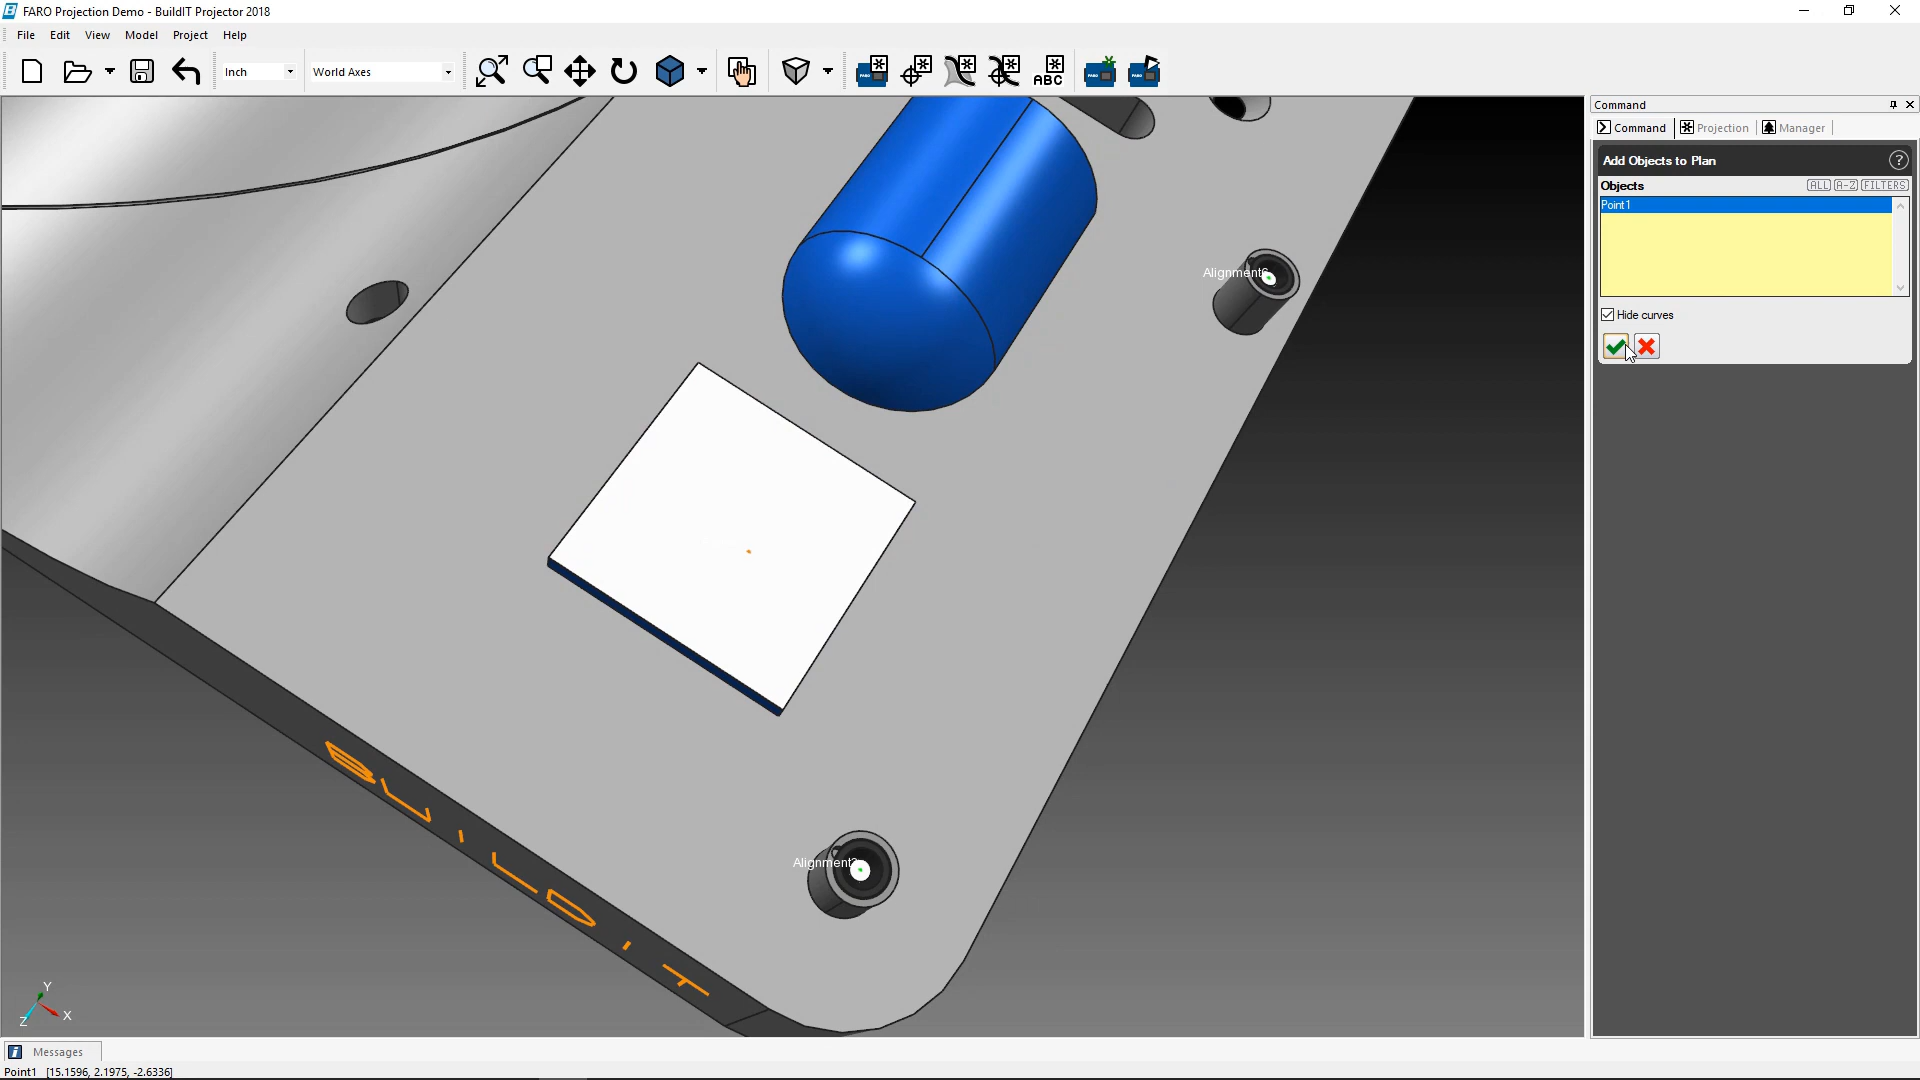 FARO Projection Demo - BuildIT Projector 2018
File Edit View Model Project Help
Inch World Axes ABC
Command
Command Projection Manager
Add Objects to Plan ?
Objects ALL A-Z FILTERS
Point1
Hide curves
Alignment6
Alignment
BUILDIT
Y
X
Z
Messages
Point1 [15.1596, 2.1975, -2.6336]